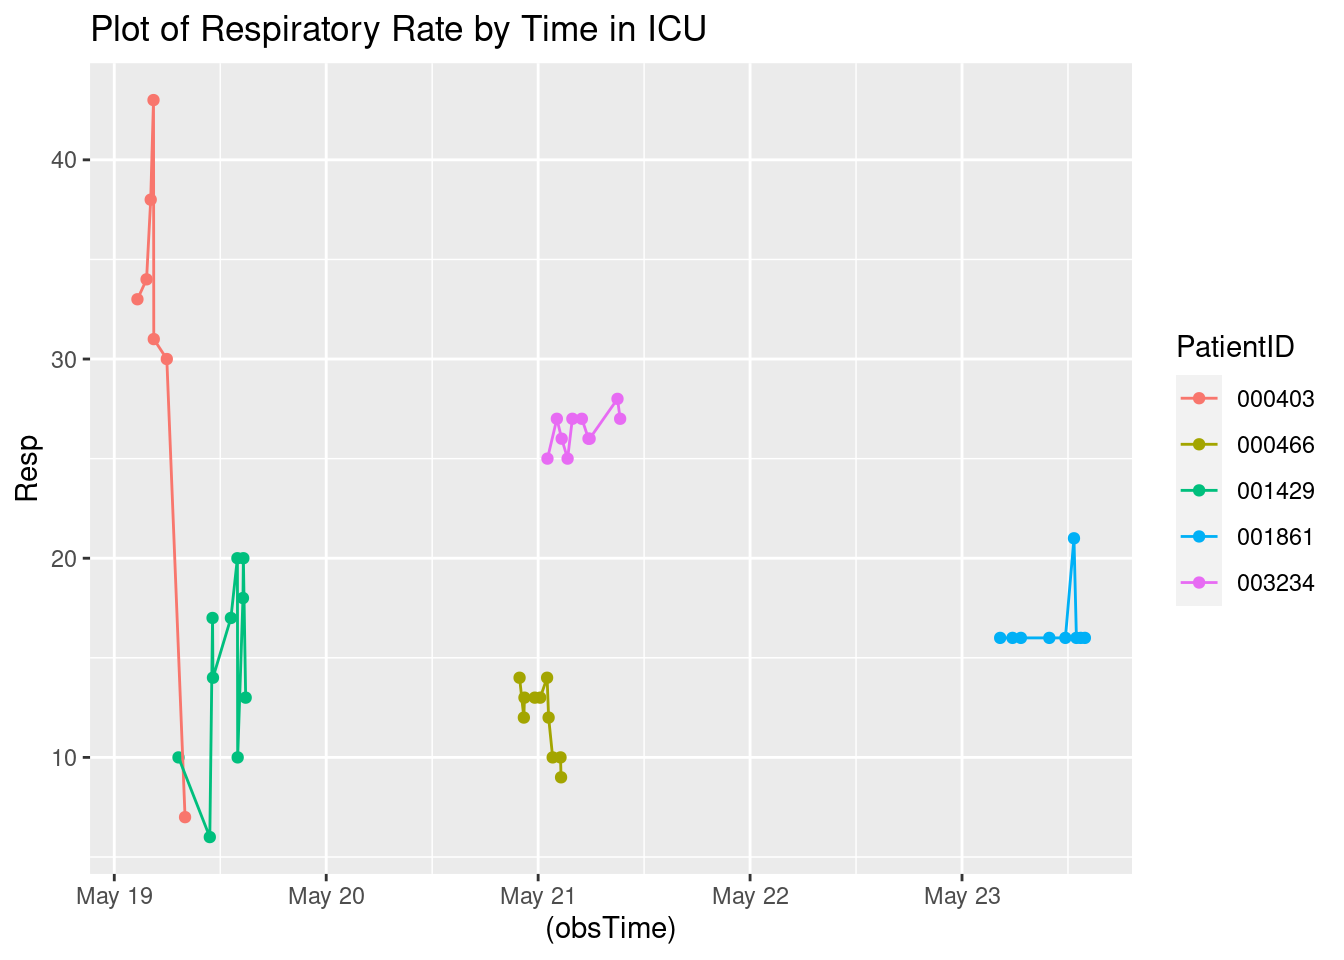 Plot of Respiratory Rate by Time in ICU
Resp
40
30
20
10
May 19 May 20 May 21 May 22 May 23
(obsTime)
PatientID
000403
000466
001429
001861
003234